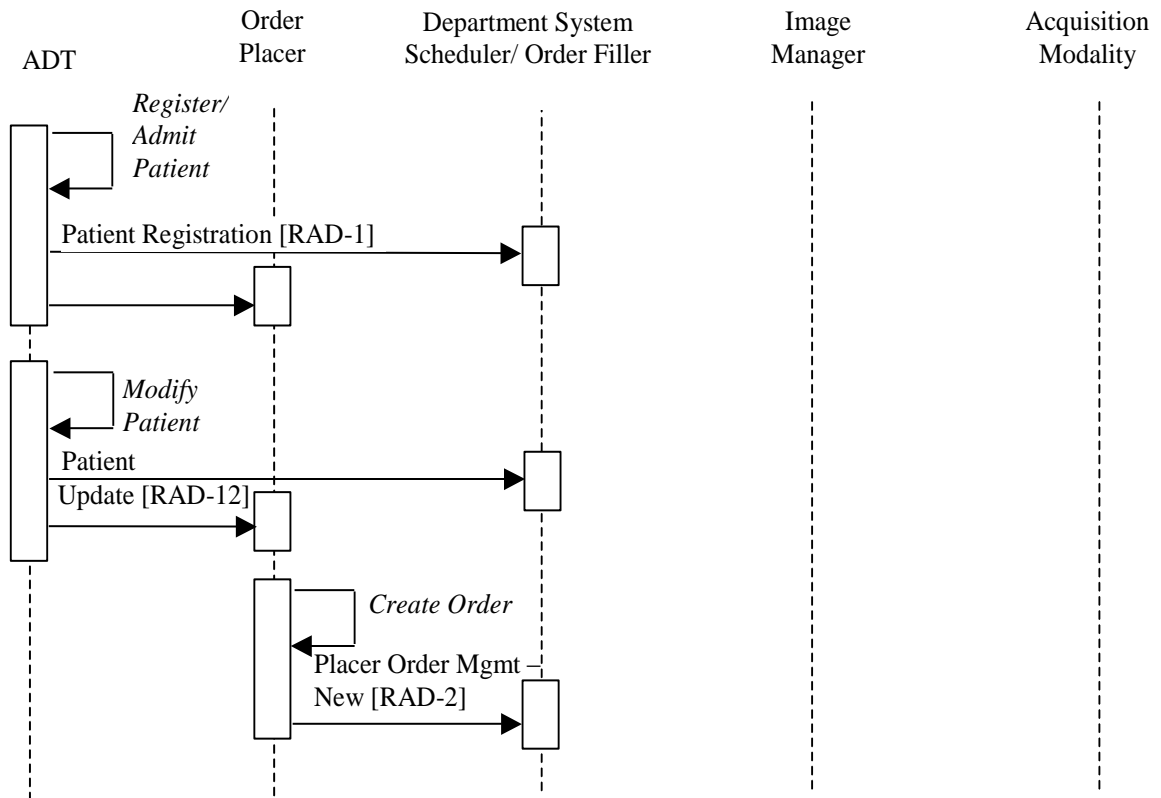 ADT
Order
Placer
Department System
Scheduler/ Order Filler
Image
Manager
Acquisition
Modality
Register/
Admit
Patient
Patient Registration [RAD-1]
Modify
Patient
Patient
Update [RAD-12]
Create Order
Placer Order Mgmt –
New [RAD-2]